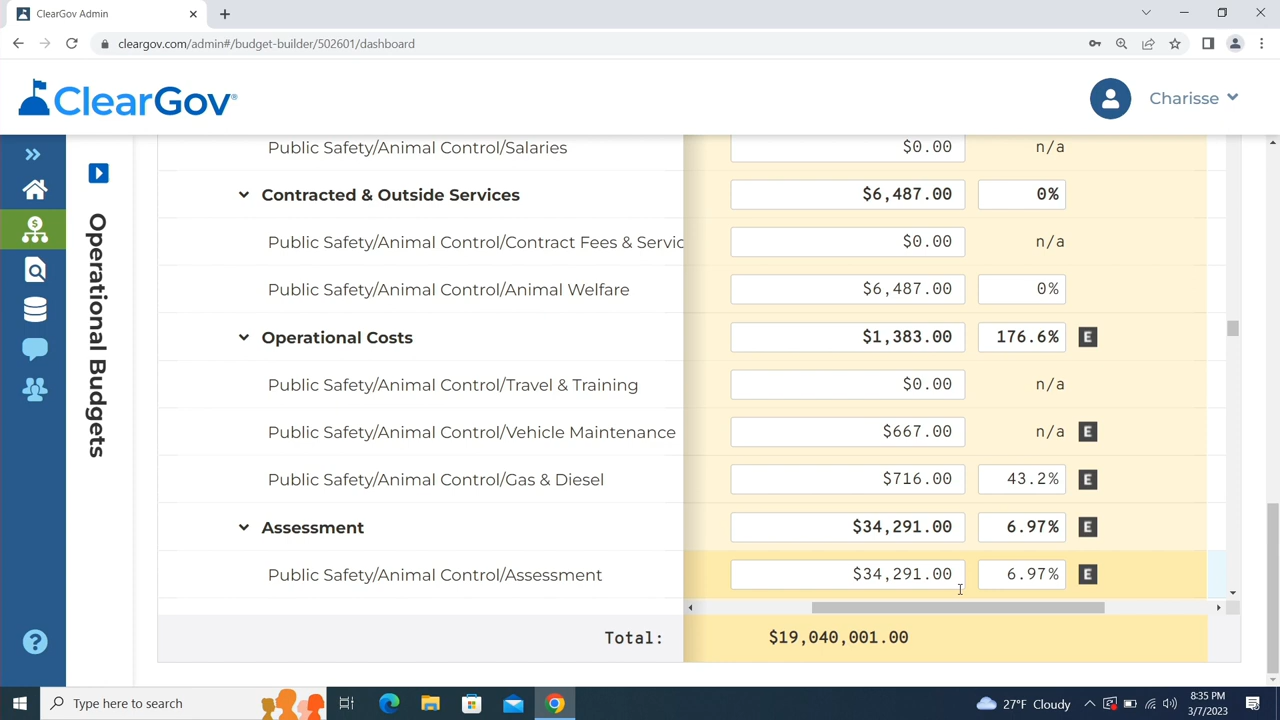 ClearGov Admin
cleargov.com/admin#/budget-builder/502601/dashboard
ClearGov®
Charisse
Operational Budgets
Public Safety/Animal Control/Salaries $0.00 n/a
Contracted & Outside Services $6,487.00 0%
Public Safety/Animal Control/Contract Fees & Servic $0.00 n/a
Public Safety/Animal Control/Animal Welfare $6,487.00 0%
Operational Costs $1,383.00 176.6% E
Public Safety/Animal Control/Travel & Training $0.00 n/a
Public Safety/Animal Control/Vehicle Maintenance $667.00 n/a E
Public Safety/Animal Control/Gas & Diesel $716.00 43.2% E
Assessment $34,291.00 6.97% E
Public Safety/Animal Control/Assessment $34,291.00 6.97% E
Total: $19,040,001.00
Type here to search
27°F Cloudy
8:35 PM
3/7/2023